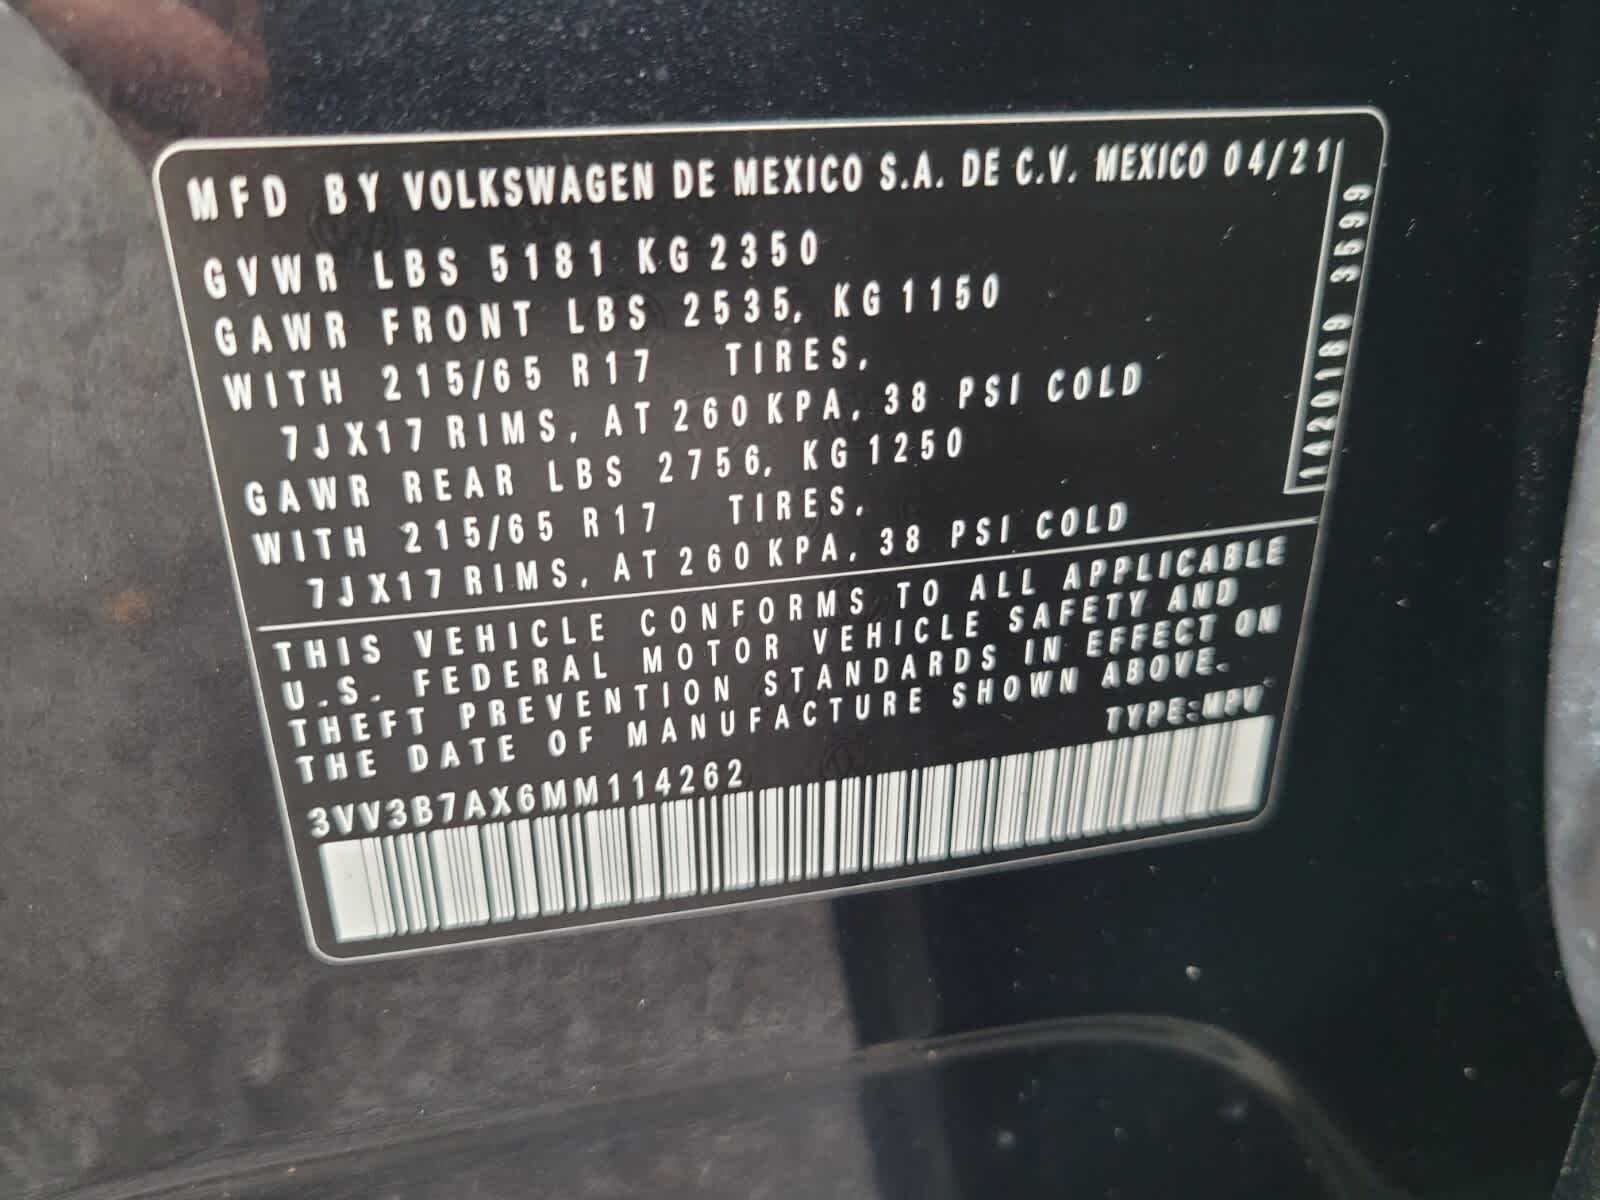 MFD BY VOLKSWAGEN DE MEXICO S.A. DE C.V. MEXICO 04/21
GVWR LBS 5181 KG 2350
GAWR FRONT LBS 2535, KG 1150
WITH 215/65 R17 TIRES,
7JX17 RIMS, AT 260 KPA, 38 PSI COLD
GAWR REAR LBS 2756, KG 1250
WITH 215/65 R17 TIRES,
7JX17 RIMS, AT 260 KPA, 38 PSI COLD
1420189 3599
THIS VEHICLE CONFORMS TO ALL APPLICABLE
U.S. FEDERAL MOTOR VEHICLE SAFETY AND
THEFT PREVENTION STANDARDS IN EFFECT ON
THE DATE OF MANUFACTURE SHOWN ABOVE.
TYPE:MPV
3VV3B7AX6MM114262